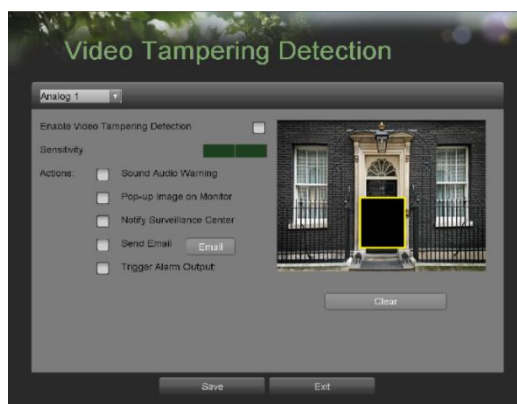 Video Tampering Detection
Analog 1
Enable Video Tampering Detection
Sensitivity
Actions:
Sound Audio Warning
Pop-up Image on Monitor
Notify Surveillance Center
Send Email
Email
Trigger Alarm Output:
Clear
Save
Exit